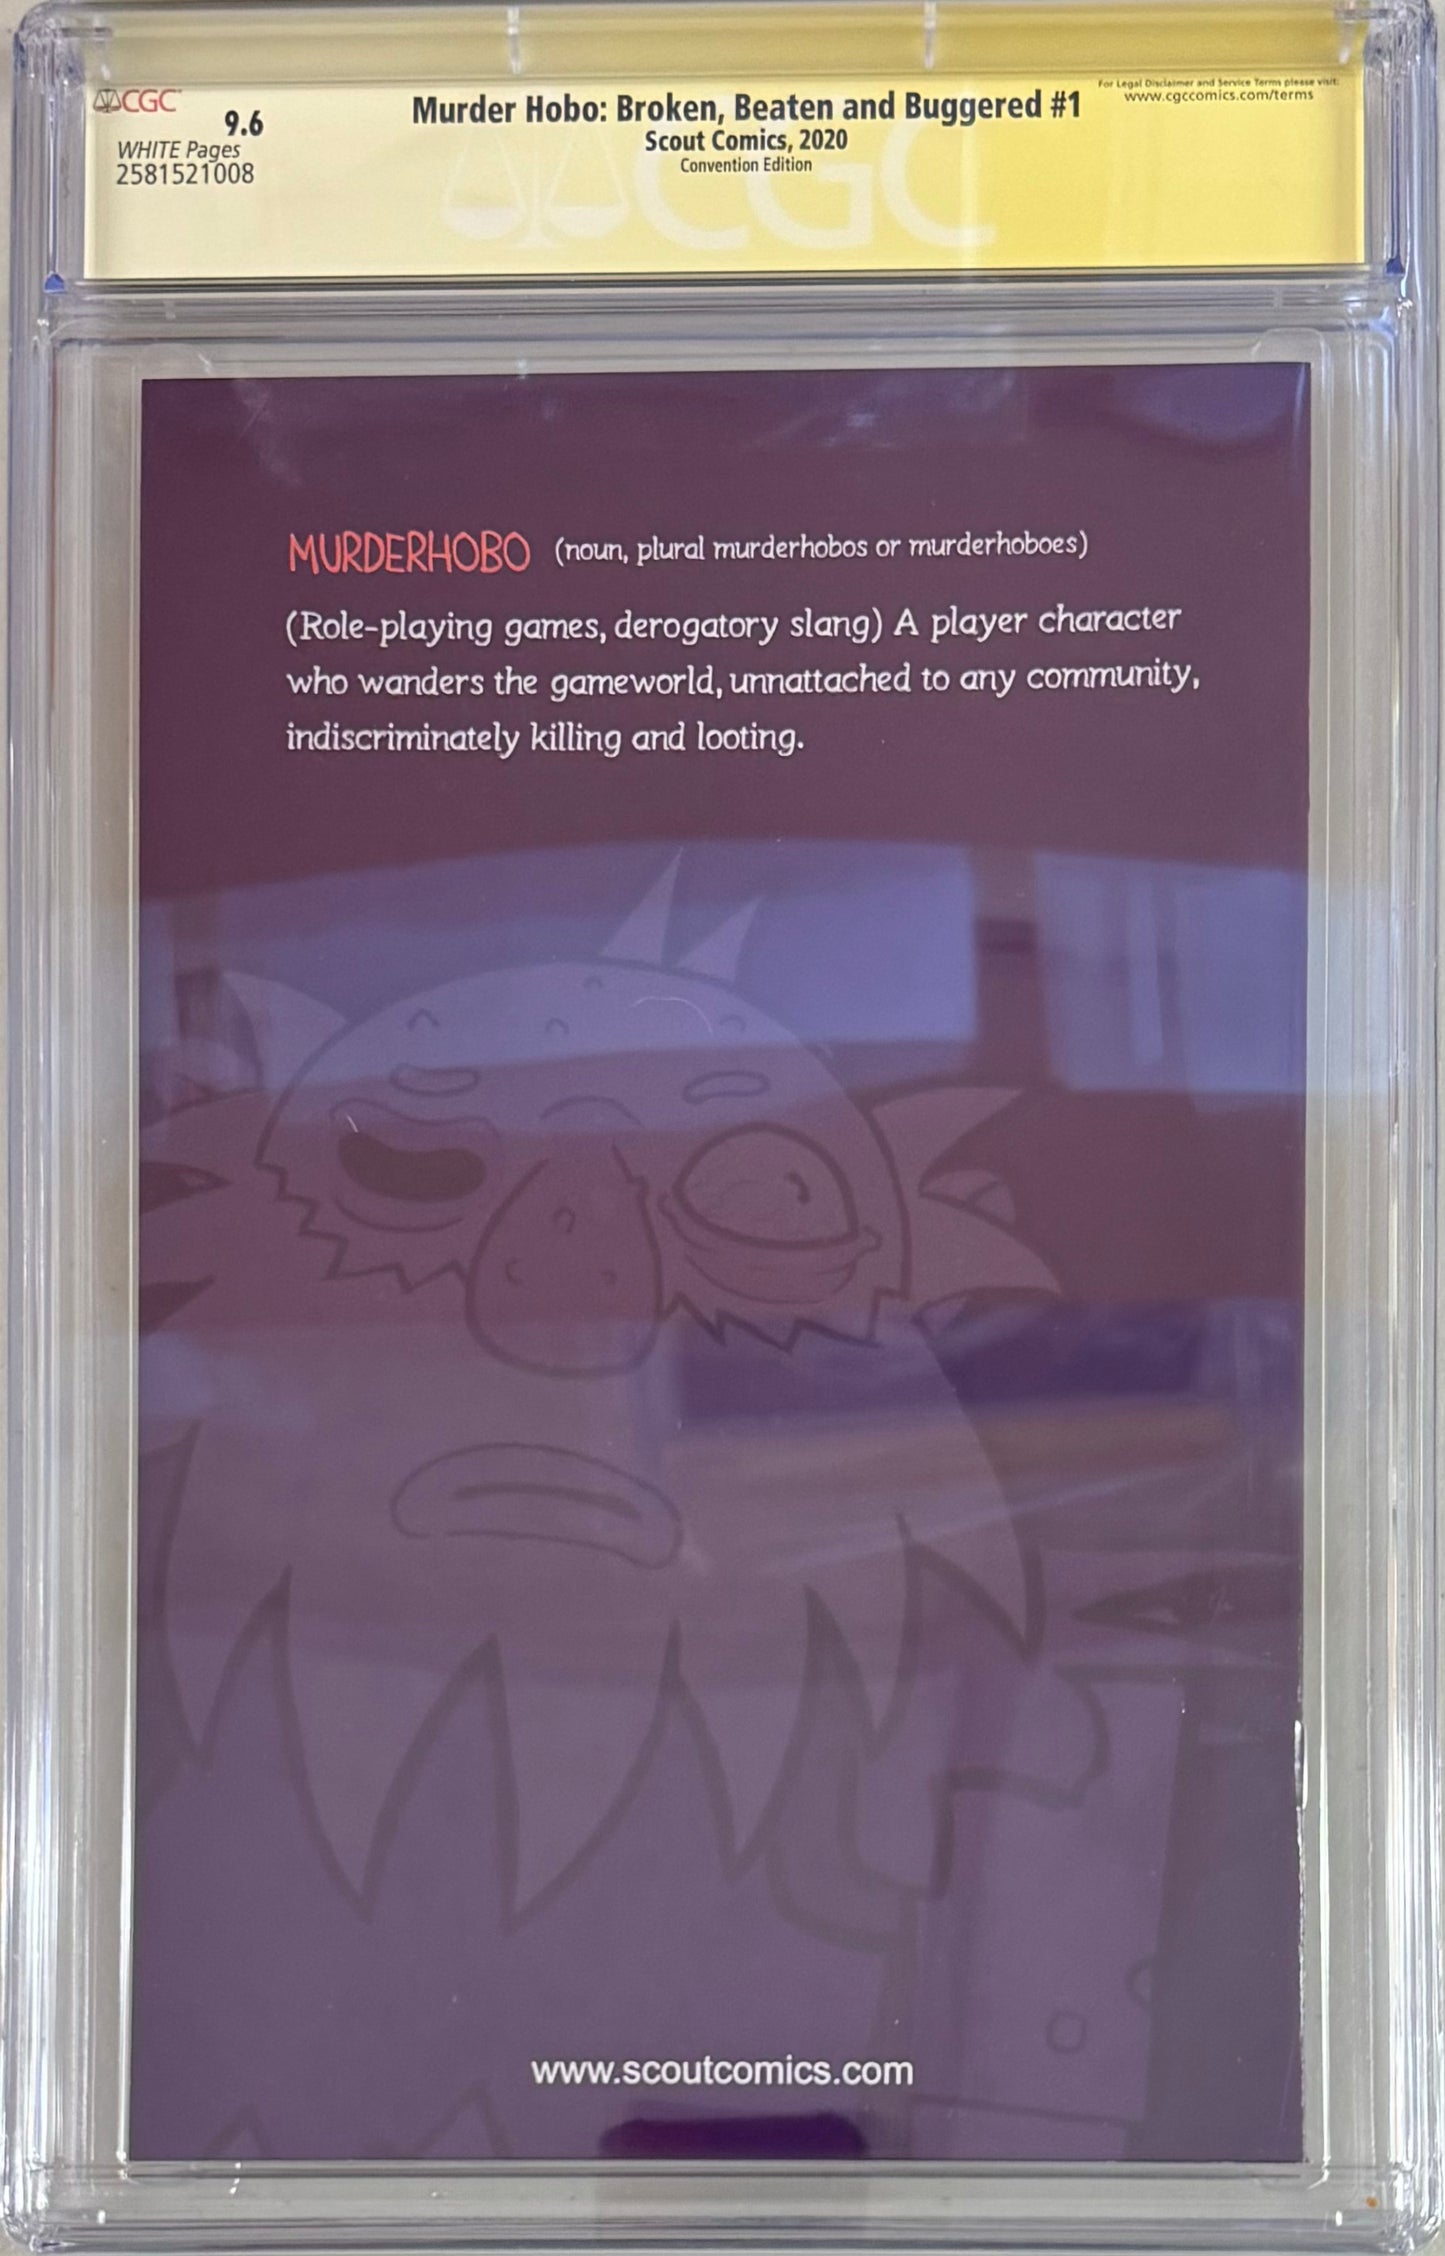 CGC
9.6
WHITE Pages
2581521008
Murder Hobo: Broken, Beaten and Buggered #1
Scout Comics, 2020
Convention Edition
For Legal Disclaimer and Service Terms please visit:
www.cgccomics.com/terms
CGC
MURDERHOBO (noun, plural murderhobos or murderhoboes)
(Role-playing games, derogatory slang) A player character
who wanders the gameworld, unnattached to any community,
indiscriminately killing and looting.
www.scoutcomics.com